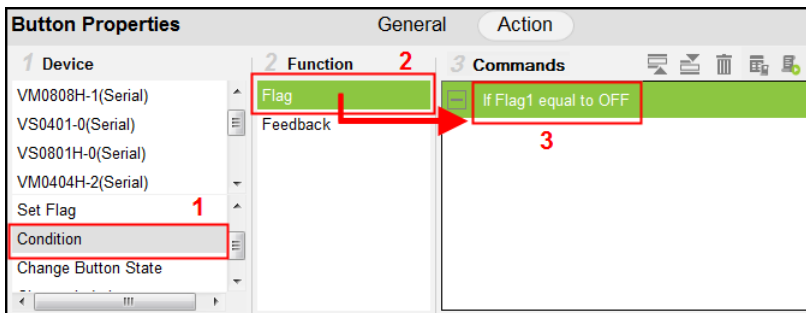 Button Properties General Action
1 Device 2 Function 2 3 Commands
VM0808H-1(Serial)
VS0401-0(Serial)
VS0801H-0(Serial)
VM0404H-2(Serial)
Set Flag 1
Condition
Change Button State
Flag
Feedback
If Flag1 equal to OFF
3